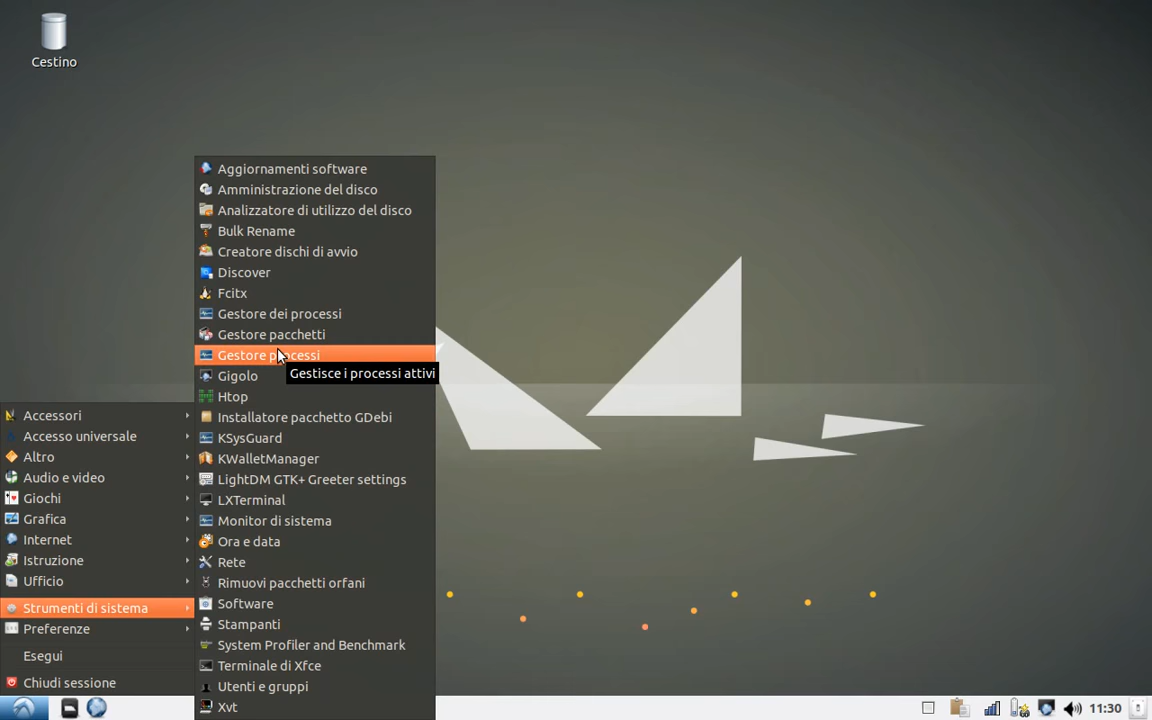 Cestino
Aggiornamenti software
Amministrazione del disco
Analizzatore di utilizzo del disco
Bulk Rename
Creatore dischi di avvio
Discover
Fcitx
Gestore dei processi
Gestore pacchetti
Gestore processi
Gestisce i processi attivi
Gigolo
Htop
Installatore pacchetto GDebi
KSysGuard
KWalletManager
LightDM GTK+ Greeter settings
LXTerminal
Monitor di sistema
Ora e data
Rete
Rimuovi pacchetti orfani
Software
Stampanti
System Profiler and Benchmark
Terminale di Xfce
Utenti e gruppi
Xvt
Accessori
Accesso universale
Altro
Audio e video
Giochi
Grafica
Internet
Istruzione
Ufficio
Strumenti di sistema
Preferenze
Esegui
Chiudi sessione
11:30